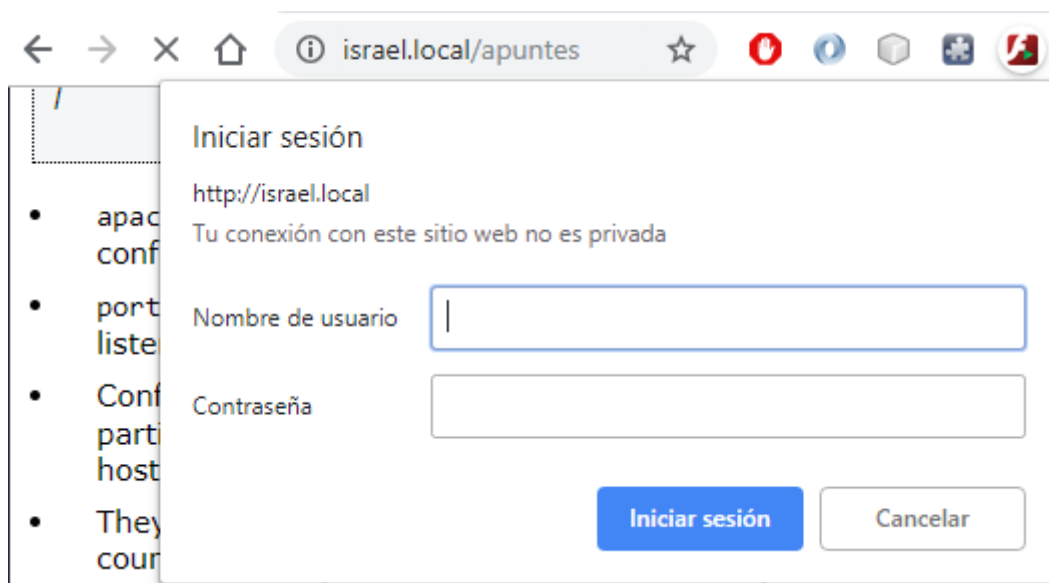 israel.local/apuntes
/
Iniciar sesión
http://israel.local
Tu conexión con este sitio web no es privada
Nombre de usuario
Contraseña
Iniciar sesión
Cancelar
apac
conf
port
liste
Conf
parti
host
They
cour